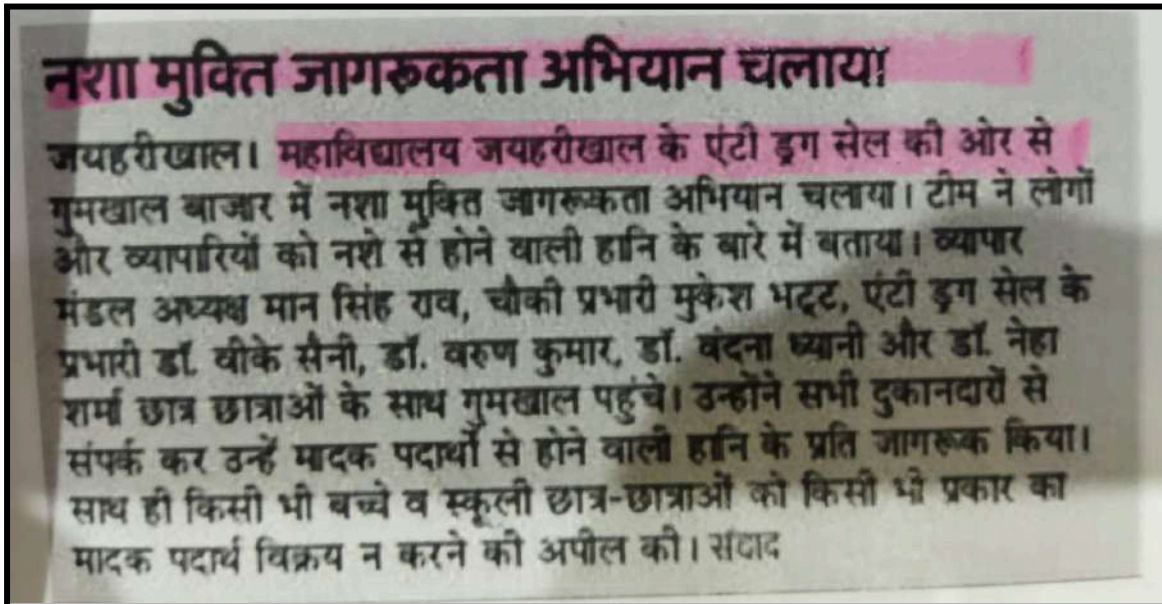 नशा मुक्ति जागरूकता अभियान चलाया
जयहरीखाल। महाविद्यालय जयहरीखाल के एंटी ड्रग सेल की ओर से
गुमखाल बाजार में नशा मुक्ति जागरूकता अभियान चलाया। टीम ने लोगों
और व्यापारियों को नशे से होने वाली हानि के बारे में बताया। व्यापार
मंडल अध्यक्ष मान सिंह राव, चौकी प्रभारी मुकेश भट्ट, एंटी ड्रग सेल के
प्रभारी डॉ. वीके सैनी, डॉ. वरुण कुमार, डॉ. वंदना ध्यानी और डॉ. नेहा
शर्मा छात्र छात्राओं के साथ गुमखाल पहुंचे। उन्होंने सभी दुकानदारों से
संपर्क कर उन्हें मादक पदार्थों से होने वाली हानि के प्रति जागरूक किया।
साथ ही किसी भी बच्चे व स्कूली छात्र-छात्राओं को किसी भी प्रकार का
मादक पदार्थ विक्रय न करने की अपील की। संवाद